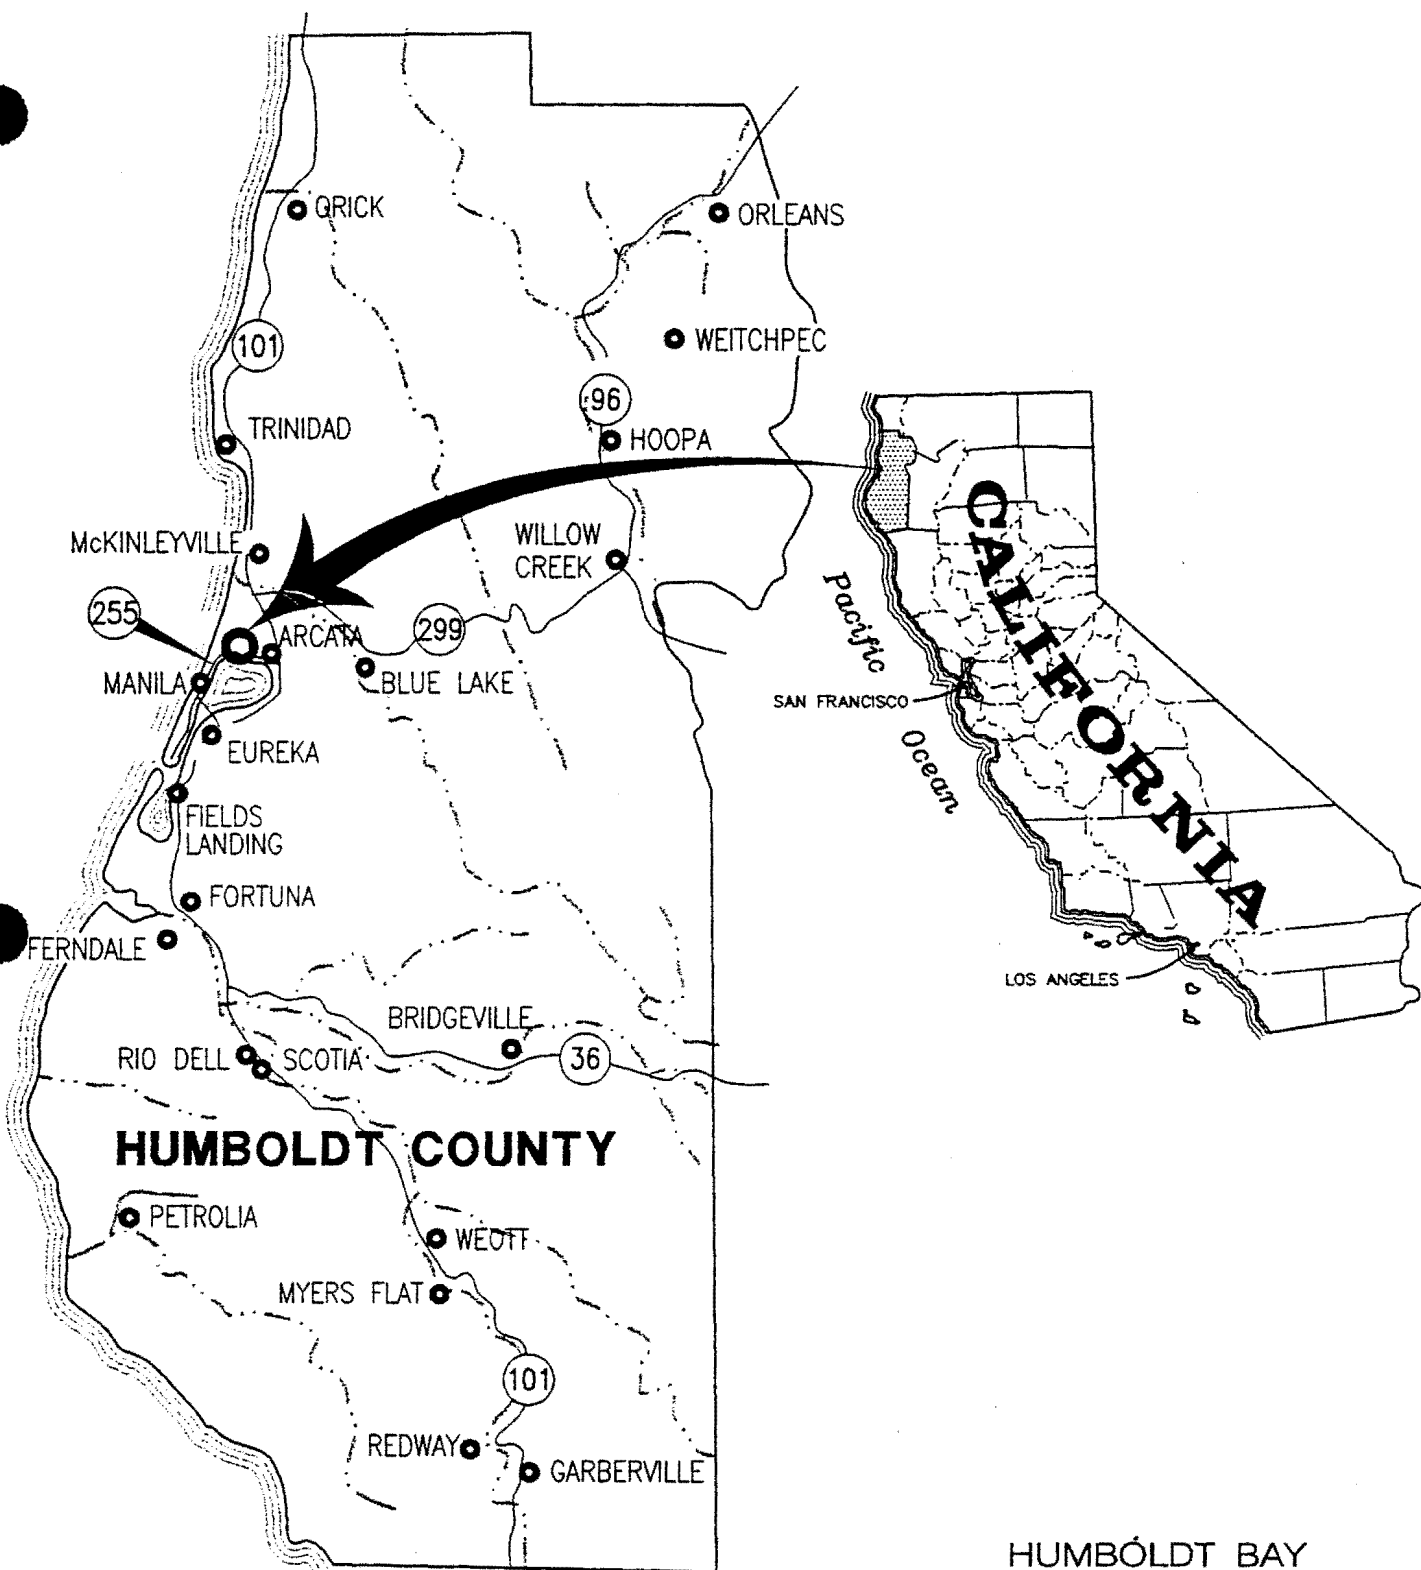 ORICK
ORLEANS
101
WEITCHPEC
96
TRINIDAD
HOOPA
McKINLEYVILLE
WILLOW
CREEK
255
299
ARCATA
MANILA
BLUE LAKE
EUREKA
FIELDS
LANDING
FORTUNA
FERNDALE
BRIDGEVILLE
RIO DELL
SCOTIA
36
HUMBOLDT COUNTY
PETROLIA
WEOTT
MYERS FLAT
101
REDWAY
GARBERVILLE
CALIFORNIA
Pacific
Ocean
SAN FRANCISCO
LOS ANGELES
HUMBÓLDT BAY